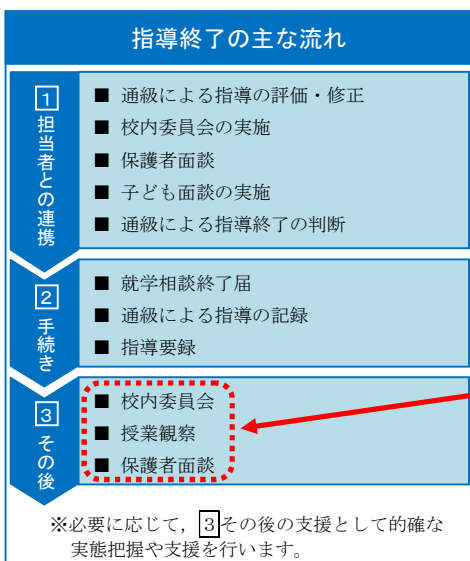 指導終了の主な流れ
1 担当者との連携
■ 通級による指導の評価・修正
■ 校内委員会の実施
■ 保護者面談
■ 子ども面談の実施
■ 通級による指導終了の判断
2 手続き
■ 就学相談終了届
■ 通級による指導の記録
■ 指導要録
3 その後
■ 校内委員会
■ 授業観察
■ 保護者面談
※必要に応じて，3その後の支援として的確な
実態把握や支援を行います。